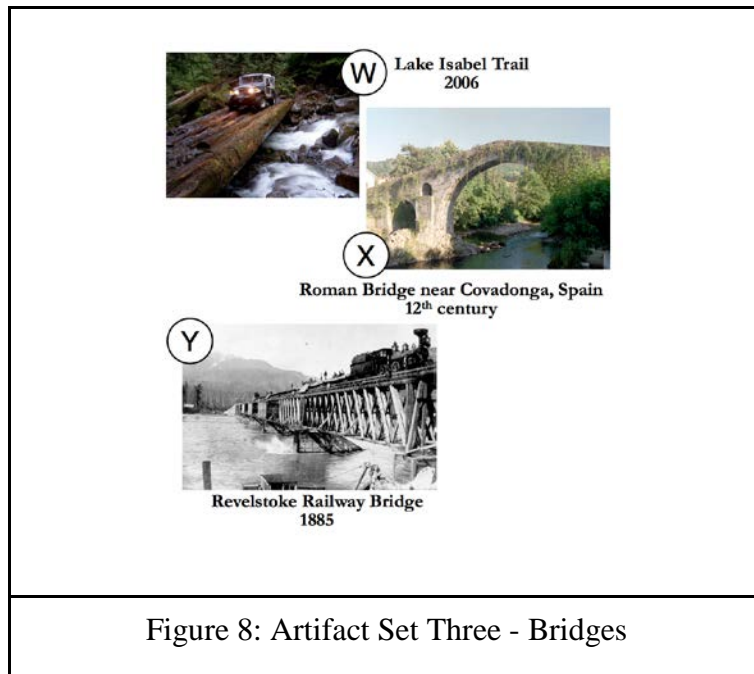 W
Lake Isabel Trail
2006
X
Roman Bridge near Covadonga, Spain
12th century
Y
Revelstoke Railway Bridge
1885
Figure 8: Artifact Set Three - Bridges